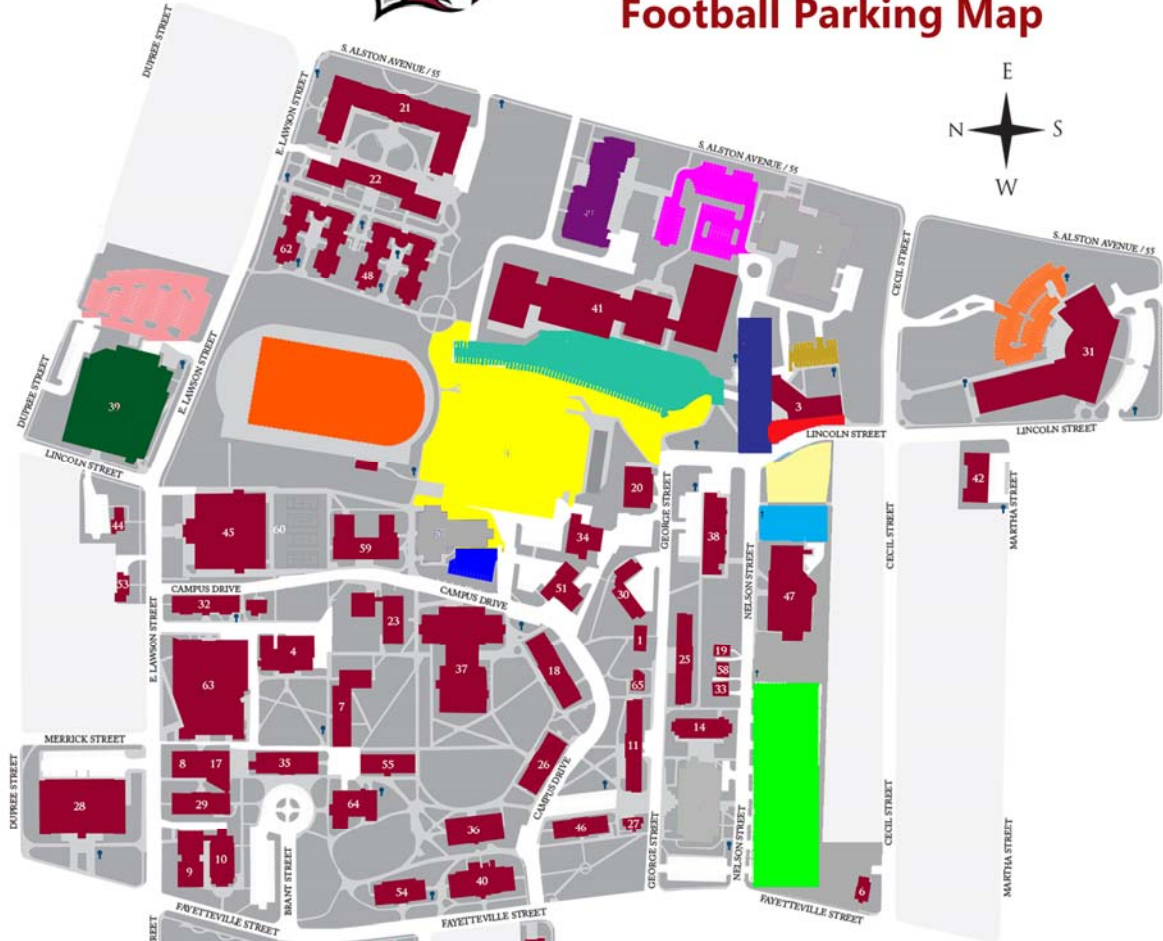 Football Parking Map
E
N
S
W
DUPREE STREET
S. ALSTON AVENUE / 55
E. LAWSON STREET
21
22
62
48
S. ALSTON AVENUE / 55
CECIL STREET
S. ALSTON AVENUE / 55
41
31
DUPREE STREET
39
E. LAWSON STREET
3
LINCOLN STREET
LINCOLN STREET
LINCOLN STREET
42
MARTHA STREET
20
GEORGE STREET
44
45
60
59
34
38
CECIL STREET
53
51
30
NELSON STREET
47
CAMPUS DRIVE
CAMPUS DRIVE
32
23
E. LAWSON STREET
4
37
18
1
25
19
58
33
63
7
65
14
11
MERRICK STREET
8
17
35
55
26
CAMPUS DRIVE
DUPREE STREET
28
29
64
36
46
27
GEORGE STREET
NELSON STREET
CECIL STREET
MARTHA STREET
9
10
BRANT STREET
54
40
6
FAYETTEVILLE STREET
FAYETTEVILLE STREET
FAYETTEVILLE STREET
STREET